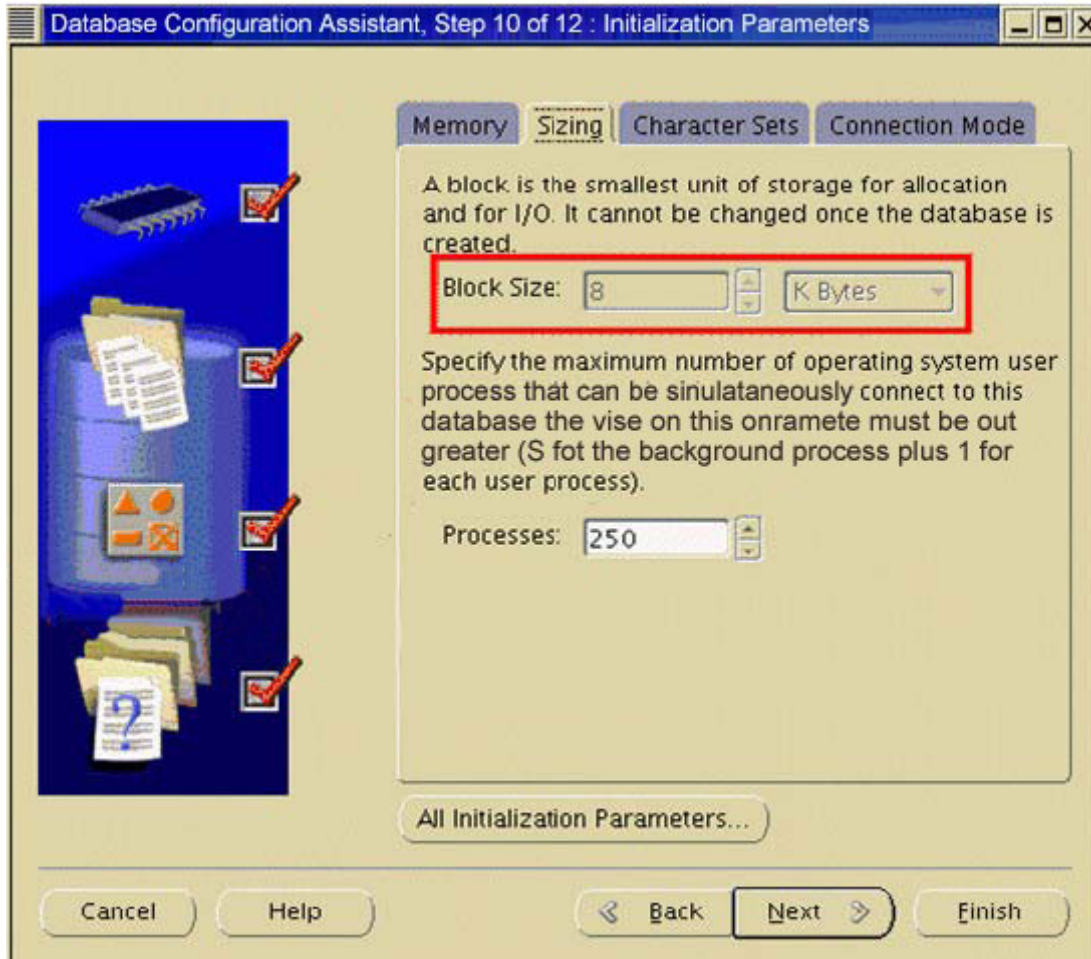 Database Configuration Assistant, Step 10 of 12 : Initialization Parameters
Memory Sizing Character Sets Connection Mode
A block is the smallest unit of storage for allocation
and for I/O. It cannot be changed once the database is
created.
Block Size: 8 K Bytes
Specify the maximum number of operating system user
process that can be sinulataneously connect to this
database the vise on this onramete must be out
greater (S fot the background process plus 1 for
each user process).
Processes: 250
?
All Initialization Parameters...
Cancel Help Back Next Finish